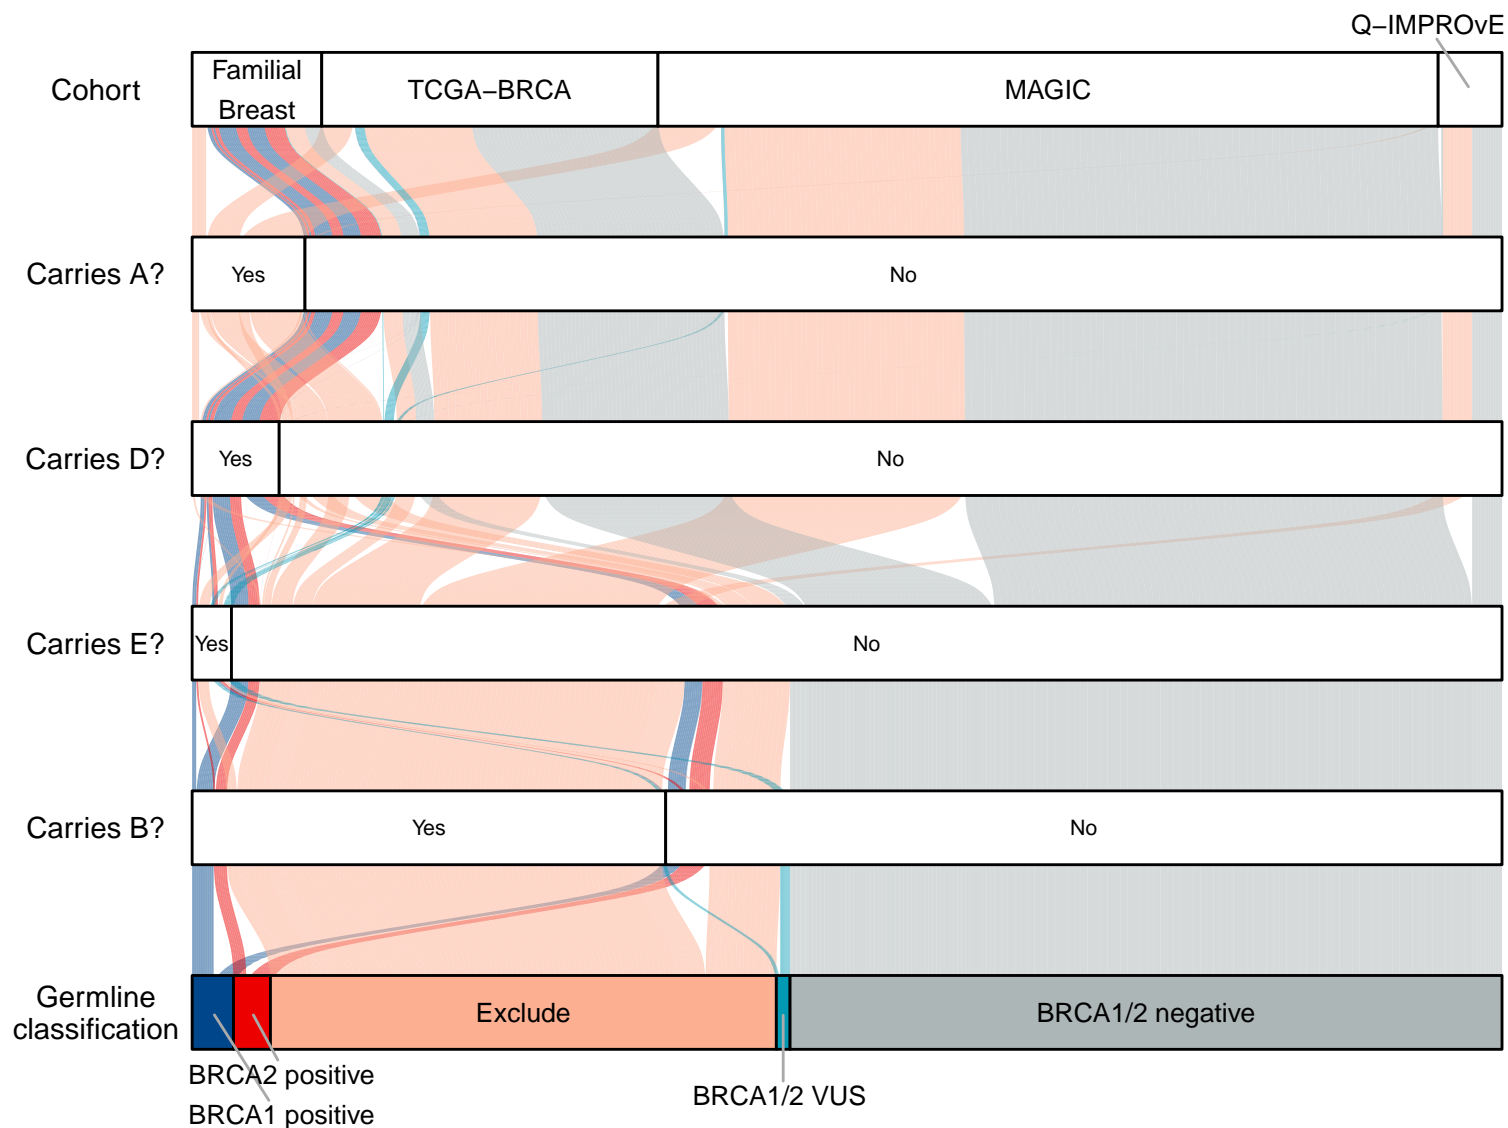 Q−IMPROvE
Cohort
Familial
Breast
TCGA−BRCA
MAGIC
Carries A?
Yes
No
Carries D?
Yes
No
Carries E?
Yes
No
Carries B?
Yes
No
Germline
classification
Exclude
BRCA1/2 negative
BRCA2 positive
BRCA1/2 VUS
BRCA1 positive